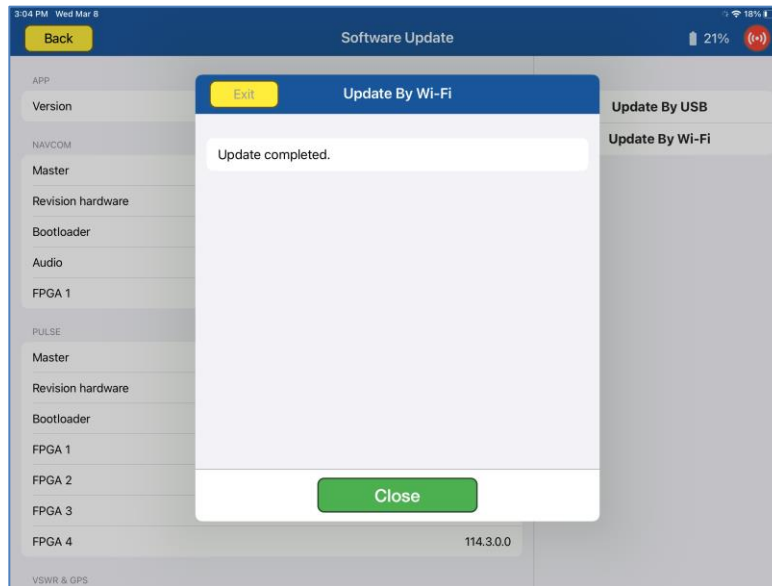 3:04 PM Wed Mar 8
18%
Back
Software Update
21%
APP
Version
NAVCOM
Master
Revision hardware
Bootloader
Audio
FPGA 1
PULSE
Master
Revision hardware
Bootloader
FPGA 1
FPGA 2
FPGA 3
FPGA 4
114.3.0.0
VSWR & GPS
Exit
Update By Wi-Fi
Update completed.
Close
Update By USB
Update By Wi-Fi